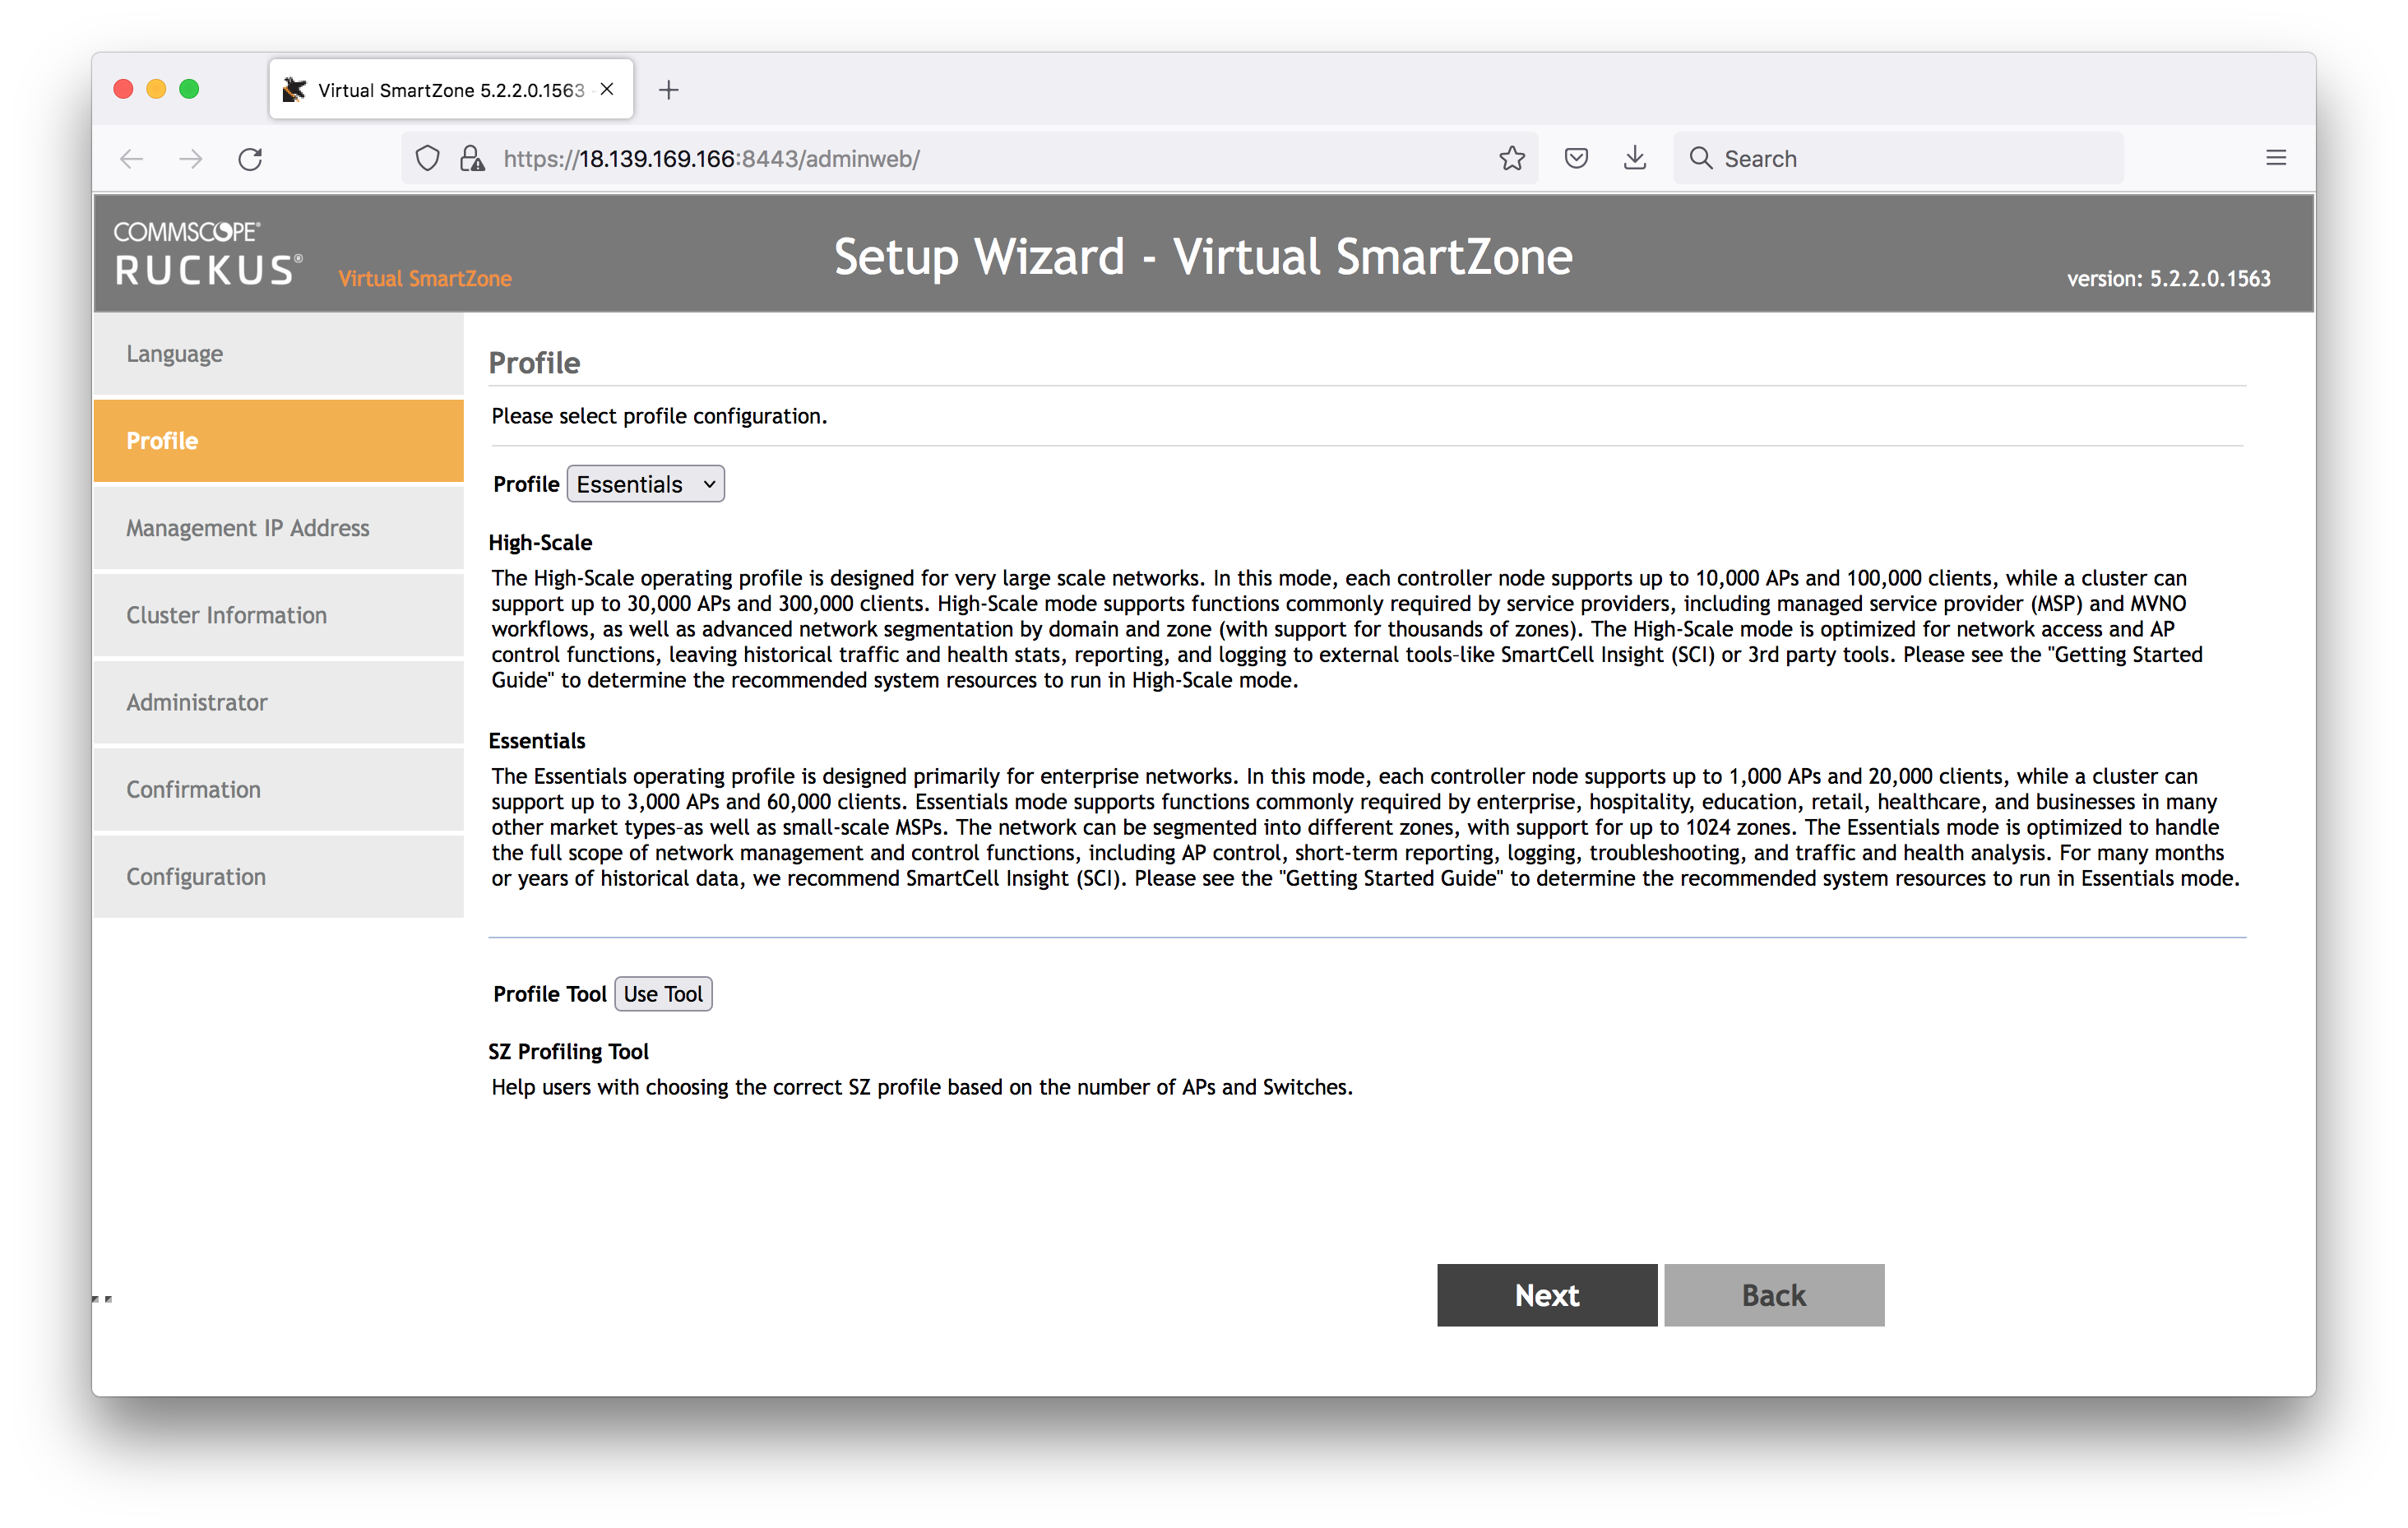 Virtual SmartZone 5.2.2.0.1563 -
https://18.139.169.166:8443/adminweb/
Search
COMMSCOPE®
RUCKUS®
Virtual SmartZone
Setup Wizard - Virtual SmartZone
version: 5.2.2.0.1563
Language
Profile
Management IP Address
Cluster Information
Administrator
Confirmation
Configuration
Profile
Please select profile configuration.
Profile Essentials
High-Scale
The High-Scale operating profile is designed for very large scale networks. In this mode, each controller node supports up to 10,000 APs and 100,000 clients, while a cluster can
support up to 30,000 APs and 300,000 clients. High-Scale mode supports functions commonly required by service providers, including managed service provider (MSP) and MVNO
workflows, as well as advanced network segmentation by domain and zone (with support for thousands of zones). The High-Scale mode is optimized for network access and AP
control functions, leaving historical traffic and health stats, reporting, and logging to external tools-like SmartCell Insight (SCI) or 3rd party tools. Please see the "Getting Started
Guide" to determine the recommended system resources to run in High-Scale mode.
Essentials
The Essentials operating profile is designed primarily for enterprise networks. In this mode, each controller node supports up to 1,000 APs and 20,000 clients, while a cluster can
support up to 3,000 APs and 60,000 clients. Essentials mode supports functions commonly required by enterprise, hospitality, education, retail, healthcare, and businesses in many
other market types-as well as small-scale MSPs. The network can be segmented into different zones, with support for up to 1024 zones. The Essentials mode is optimized to handle
the full scope of network management and control functions, including AP control, short-term reporting, logging, troubleshooting, and traffic and health analysis. For many months
or years of historical data, we recommend SmartCell Insight (SCI). Please see the "Getting Started Guide" to determine the recommended system resources to run in Essentials mode.
Profile Tool Use Tool
SZ Profiling Tool
Help users with choosing the correct SZ profile based on the number of APs and Switches.
Next Back